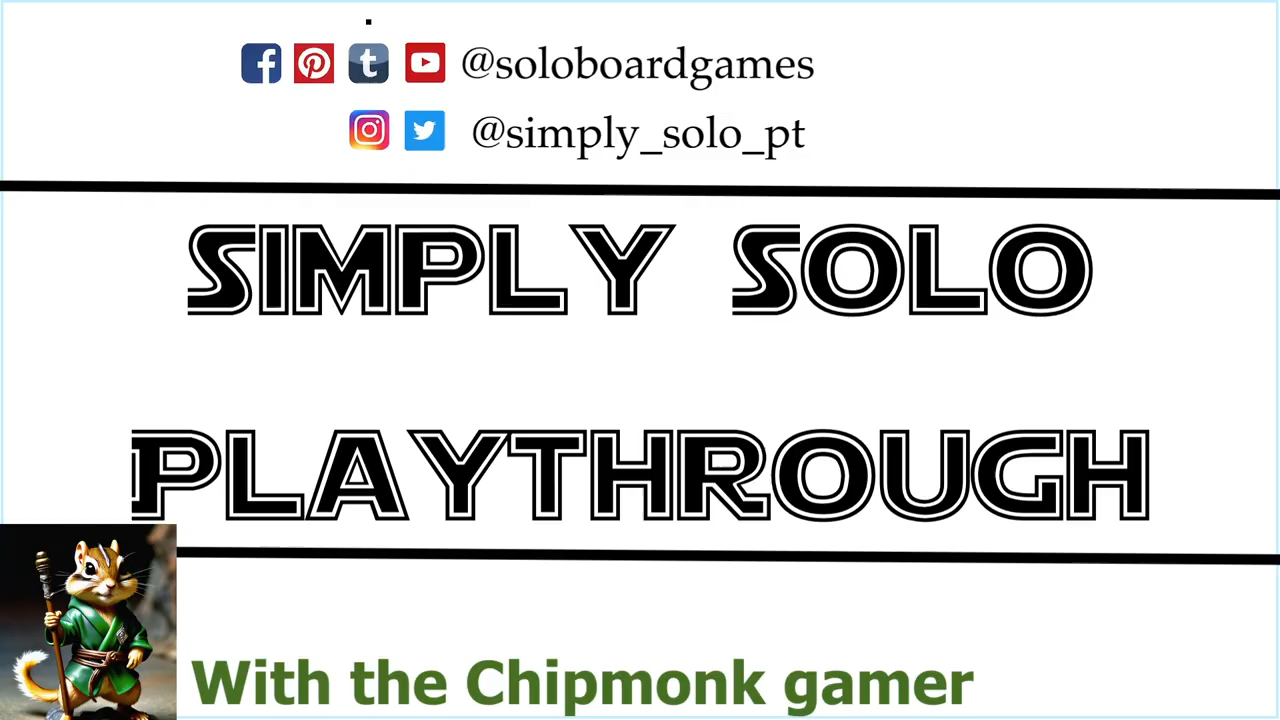 @soloboardgames
@simply_solo_pt
SIMPLY SOLO
PLAYTHROUGH
With the Chipmonk gamer